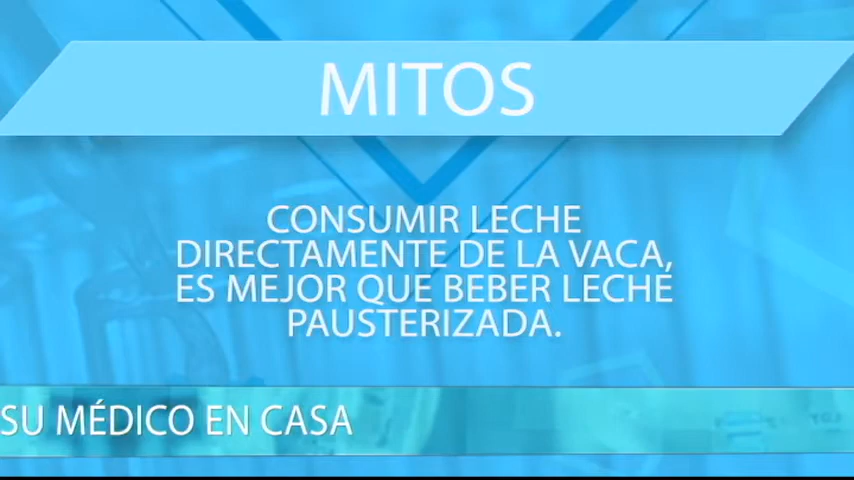 MITOS
CONSUMIR LECHE
DIRECTAMENTE DE LA VACA,
ES MEJOR QUE BEBER LECHE
PAUSTERIZADA.
SU MÉDICO EN CASA